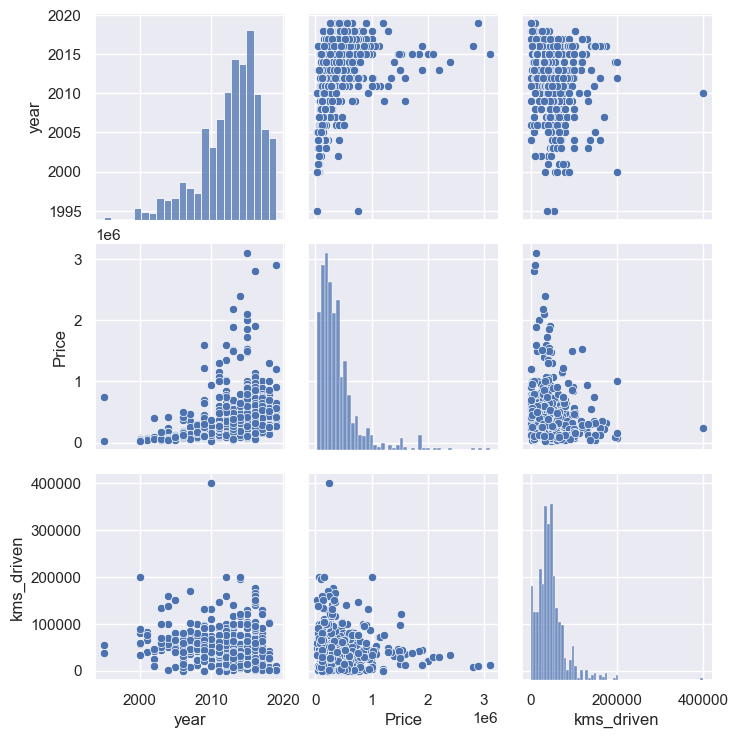 2020
2015
2010
2005
2000
1995
year
1e6
3
2
1
0
Price
400000
300000
200000
100000
0
kms_driven
2000 2010 2020
year
0 1 2 3
1e6
Price
0 200000 400000
kms_driven